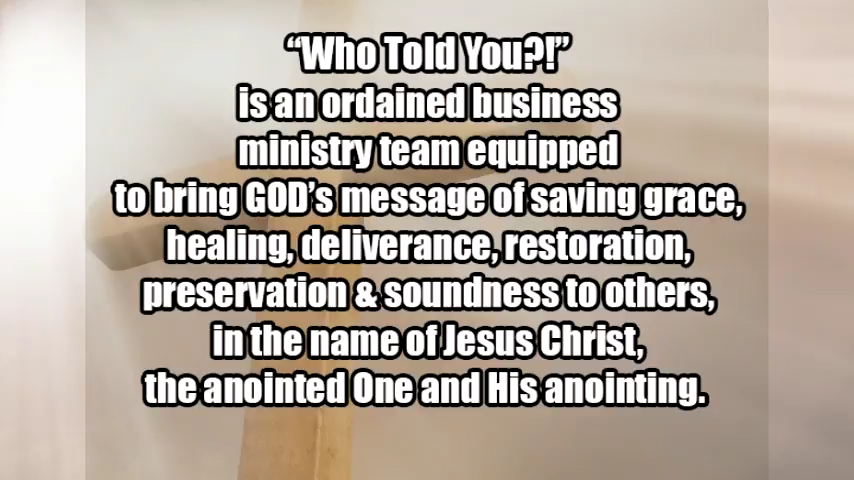 “Who Told You?!”
is an ordained business
ministry team equipped
to bring GOD’s message of saving grace,
healing, deliverance, restoration,
preservation & soundness to others,
in the name of Jesus Christ,
the anointed One and His anointing.